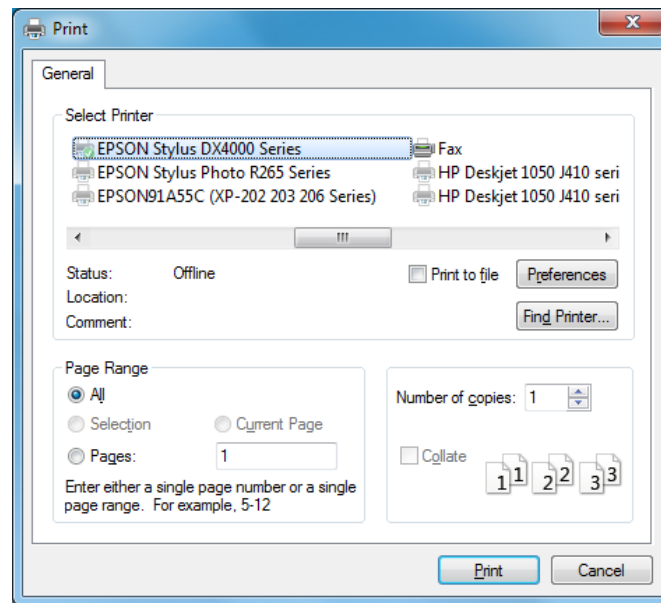 Print
General
Select Printer
EPSON Stylus DX4000 Series
Fax
EPSON Stylus Photo R265 Series
HP Deskjet 1050 J410 seri
EPSON91A55C (XP-202 203 206 Series)
HP Deskjet 1050 J410 seri
Status: Offline
Print to file
Preferences
Location:
Comment:
Find Printer...
Page Range
All
Number of copies: 1
Selection
Current Page
Pages: 1
Collate
1 1 2 2 3 3
Enter either a single page number or a single
page range. For example, 5-12
Print
Cancel